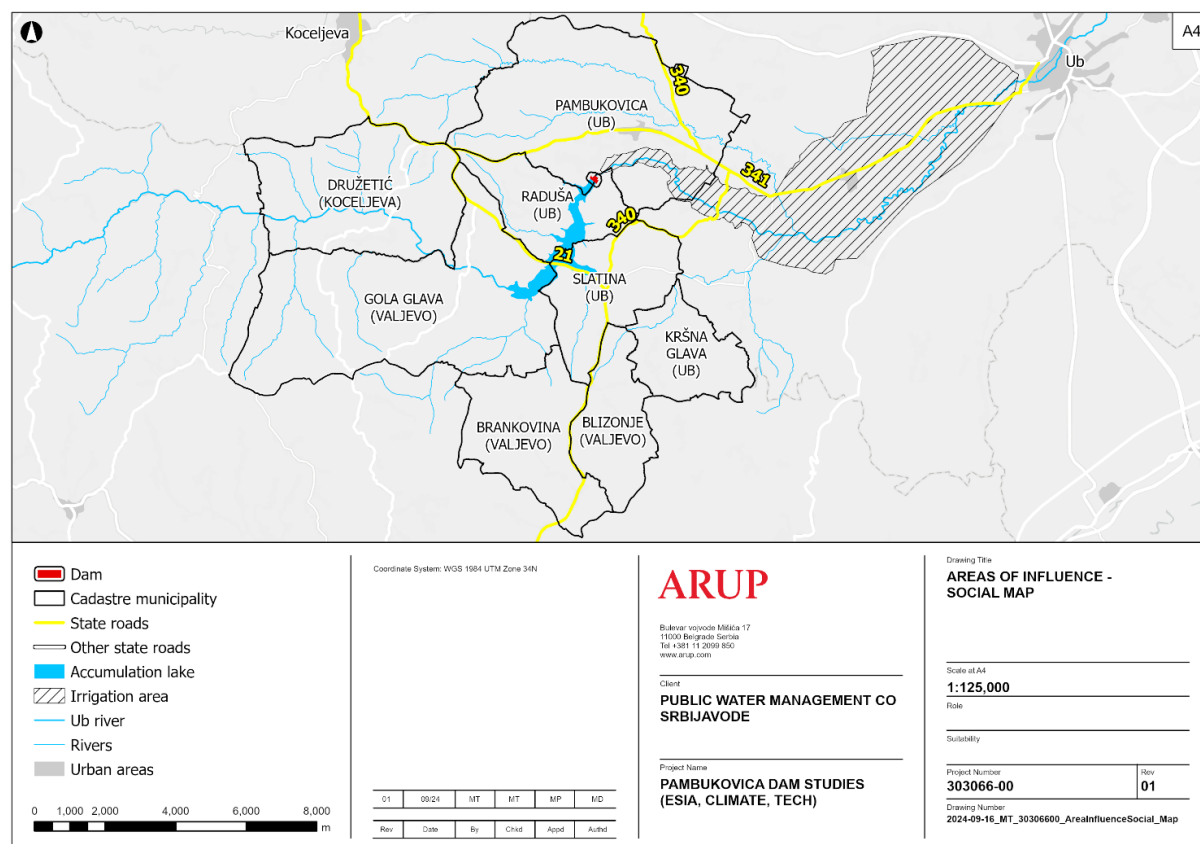 A4
Koceljeva
Ub
340
PAMBUKOVICA
(UB)
341
DRUŽETIĆ
(KOCELJEVA)
RADUŠA
(UB)
340
21
SLATINA
(UB)
GOLA GLAVA
(VALJEVO)
KRŠNA
GLAVA
(UB)
BRANKOVINA
(VALJEVO)
BLIZONJE
(VALJEVO)
Dam
Cadastre municipality
State roads
Other state roads
Accumulation lake
Irrigation area
Ub river
Rivers
Urban areas
0 1,000 2,000 4,000 6,000 8,000
m
Coordinate System: WGS 1984 UTM Zone 34N
01 09/24 MT MT MP MD
Rev Date By Chkd Appd Authd
ARUP
Bulevar vojvode Mišića 17
11000 Belgrade Serbia
Tel +381 11 2099 850
www.arup.com
Client
PUBLIC WATER MANAGEMENT CO
SRBIJAVODE
Project Name
PAMBUKOVICA DAM STUDIES
(ESIA, CLIMATE, TECH)
Drawing Title
AREAS OF INFLUENCE -
SOCIAL MAP
Scale at A4
1:125,000
Role
Suitability
Project Number
303066-00
Rev
01
Drawing Number
2024-09-16_MT_30306600_AreaInfluenceSocial_Map